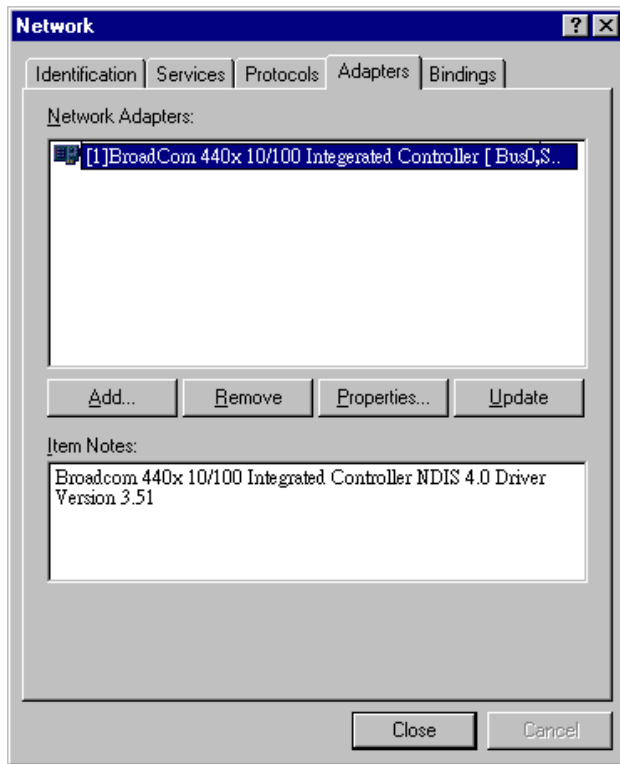 Network
Identification Services Protocols Adapters Bindings
Network Adapters:
[1]BroadCom 440x 10/100 Integerated Controller [ Bus0,S..
Add... Remove Properties... Update
Item Notes:
Broadcom 440x 10/100 Integrated Controller NDIS 4.0 Driver
Version 3.51
Close Cancel